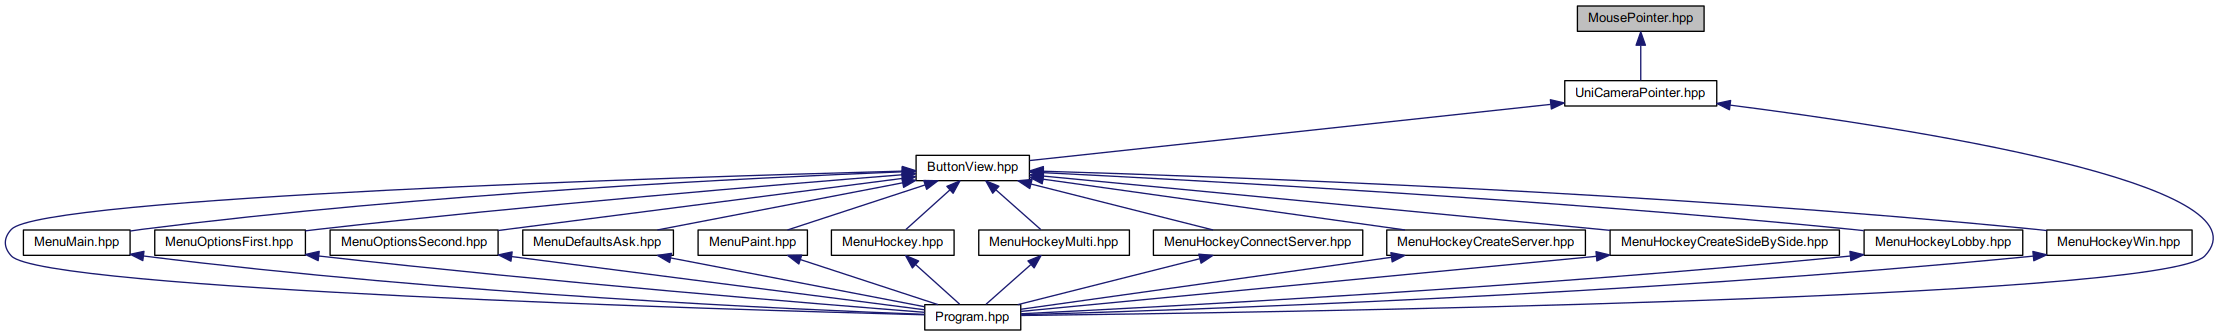 MousePointer.hpp
UniCameraPointer.hpp
ButtonView.hpp
MenuMain.hpp
MenuOptionsFirst.hpp
MenuOptionsSecond.hpp
MenuDefaultsAsk.hpp
MenuPaint.hpp
MenuHockey.hpp
MenuHockeyMulti.hpp
MenuHockeyConnectServer.hpp
MenuHockeyCreateServer.hpp
MenuHockeyCreateSideBySide.hpp
MenuHockeyLobby.hpp
MenuHockeyWin.hpp
Program.hpp